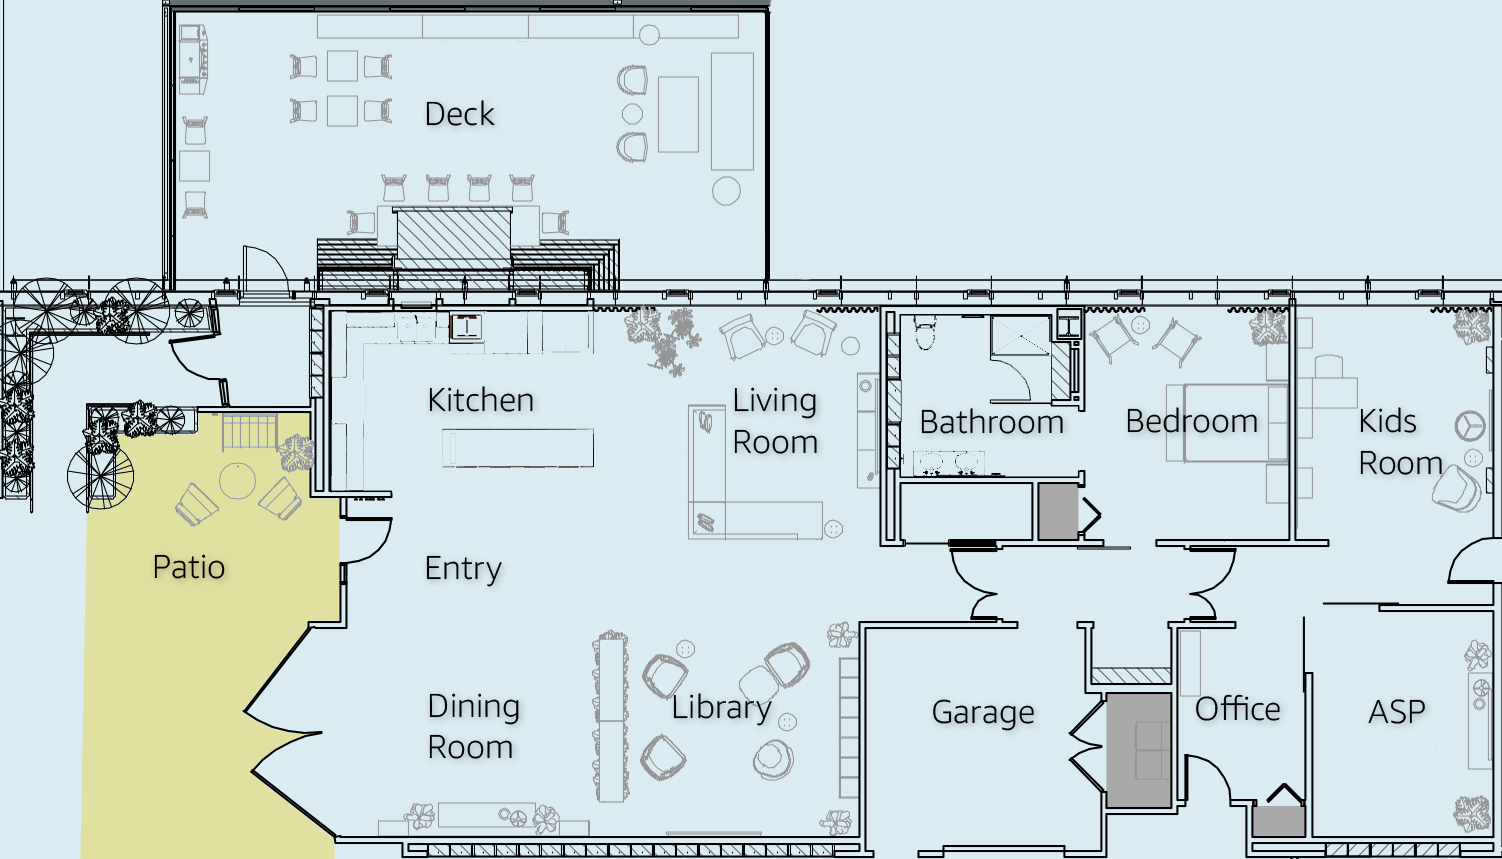 Deck
Kitchen
Living
Room
Bathroom
Bedroom
Kids
Room
Patio
Entry
Dining
Room
Library
Garage
Office
ASP